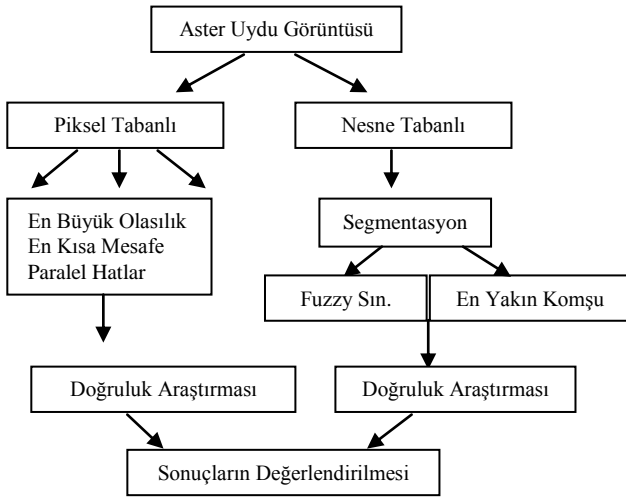 Aster Uydu Görüntüsü
Piksel Tabanlı
Nesne Tabanlı
En Büyük Olasılık
En Kısa Mesafe
Paralel Hatlar
Segmentasyon
Fuzzy Sın.
En Yakın Komşu
Doğruluk Araştırması
Doğruluk Araştırması
Sonuçların Değerlendirilmesi